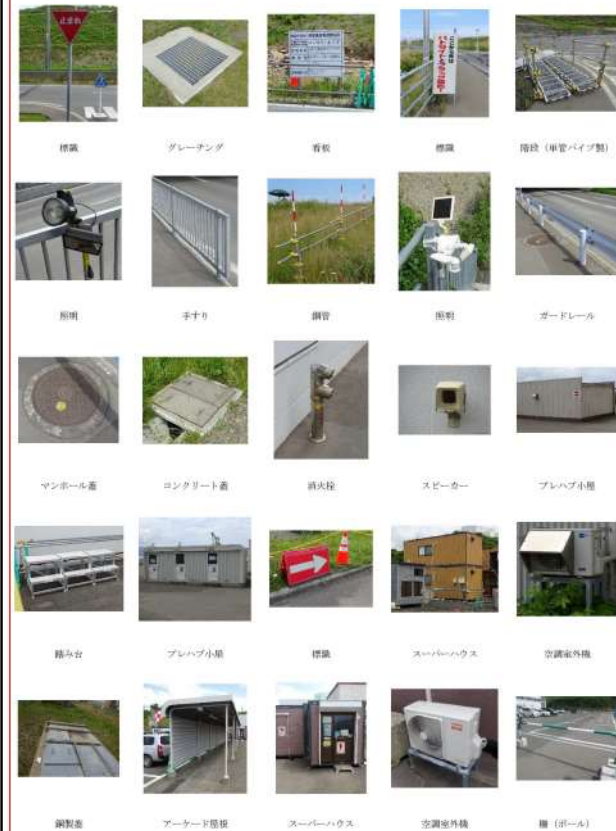 止まれ
標識
グレーチング
看板
標識
階段（単管パイプ製）
照明
手すり
鋼管
照明
ガードレール
マンホール蓋
コンクリート蓋
消火栓
スピーカー
プレハブ小屋
踏み台
プレハブ小屋
標識
スーパーハウス
空調室外機
鋼製蓋
アーケード屋根
スーパーハウス
空調室外機
柵（ポール）